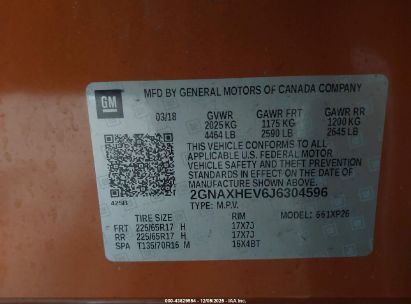 GM
MFD BY GENERAL MOTORS OF CANADA COMPANY
03/18 GVWR GAWR FRT GAWR RR
2025 KG 1175 KG 1200 KG
4464 LB 2590 LB 2645 LB
THIS VEHICLE CONFORMS TO ALL
APPLICABLE U.S. FEDERAL MOTOR
VEHICLE SAFETY AND THEFT PREVENTION
STANDARDS IN EFFECT ON THE DATE OF
MANUFACTURE SHOWN ABOVE.
2GNAXHEV6J6304596
TYPE: M.P.V.
TIRE SIZE RIM MODEL: 661XP26
FRT 225/65R17 H 17X7J
RR 225/65R17 H 17X7J
SPA T135/70R16 M 16X4BT